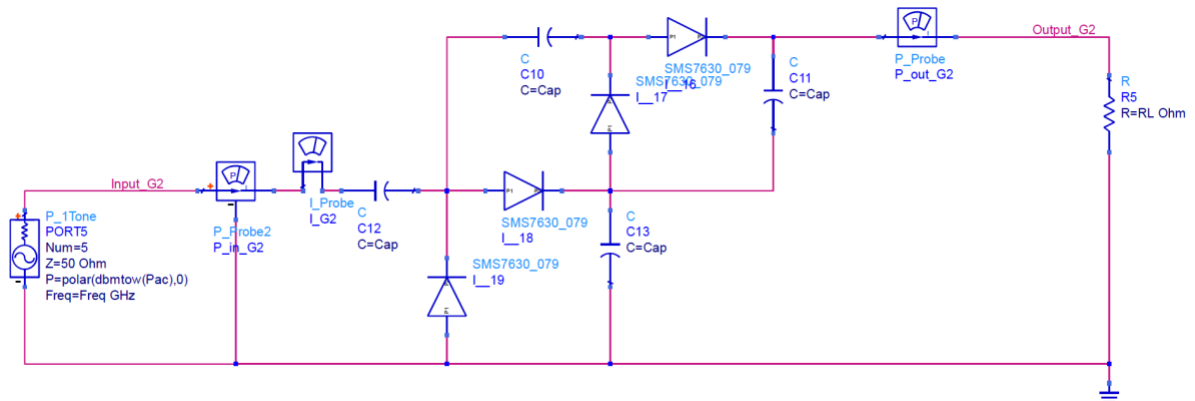 C
C10
C=Cap
SMS7630_079
I__16
SMS7630_079
I__17
C
C11
C=Cap
P_Probe
P_out_G2
Output_G2
R
R5
R=RL Ohm
Input_G2
P_1Tone
PORT5
Num=5
Z=50 Ohm
P=polar(dbmtow(Pac),0)
Freq=Freq GHz
P_Probe2
P_in_G2
I_Probe
I_G2
C
C12
C=Cap
SMS7630_079
I__18
SMS7630_079
I__19
C
C13
C=Cap